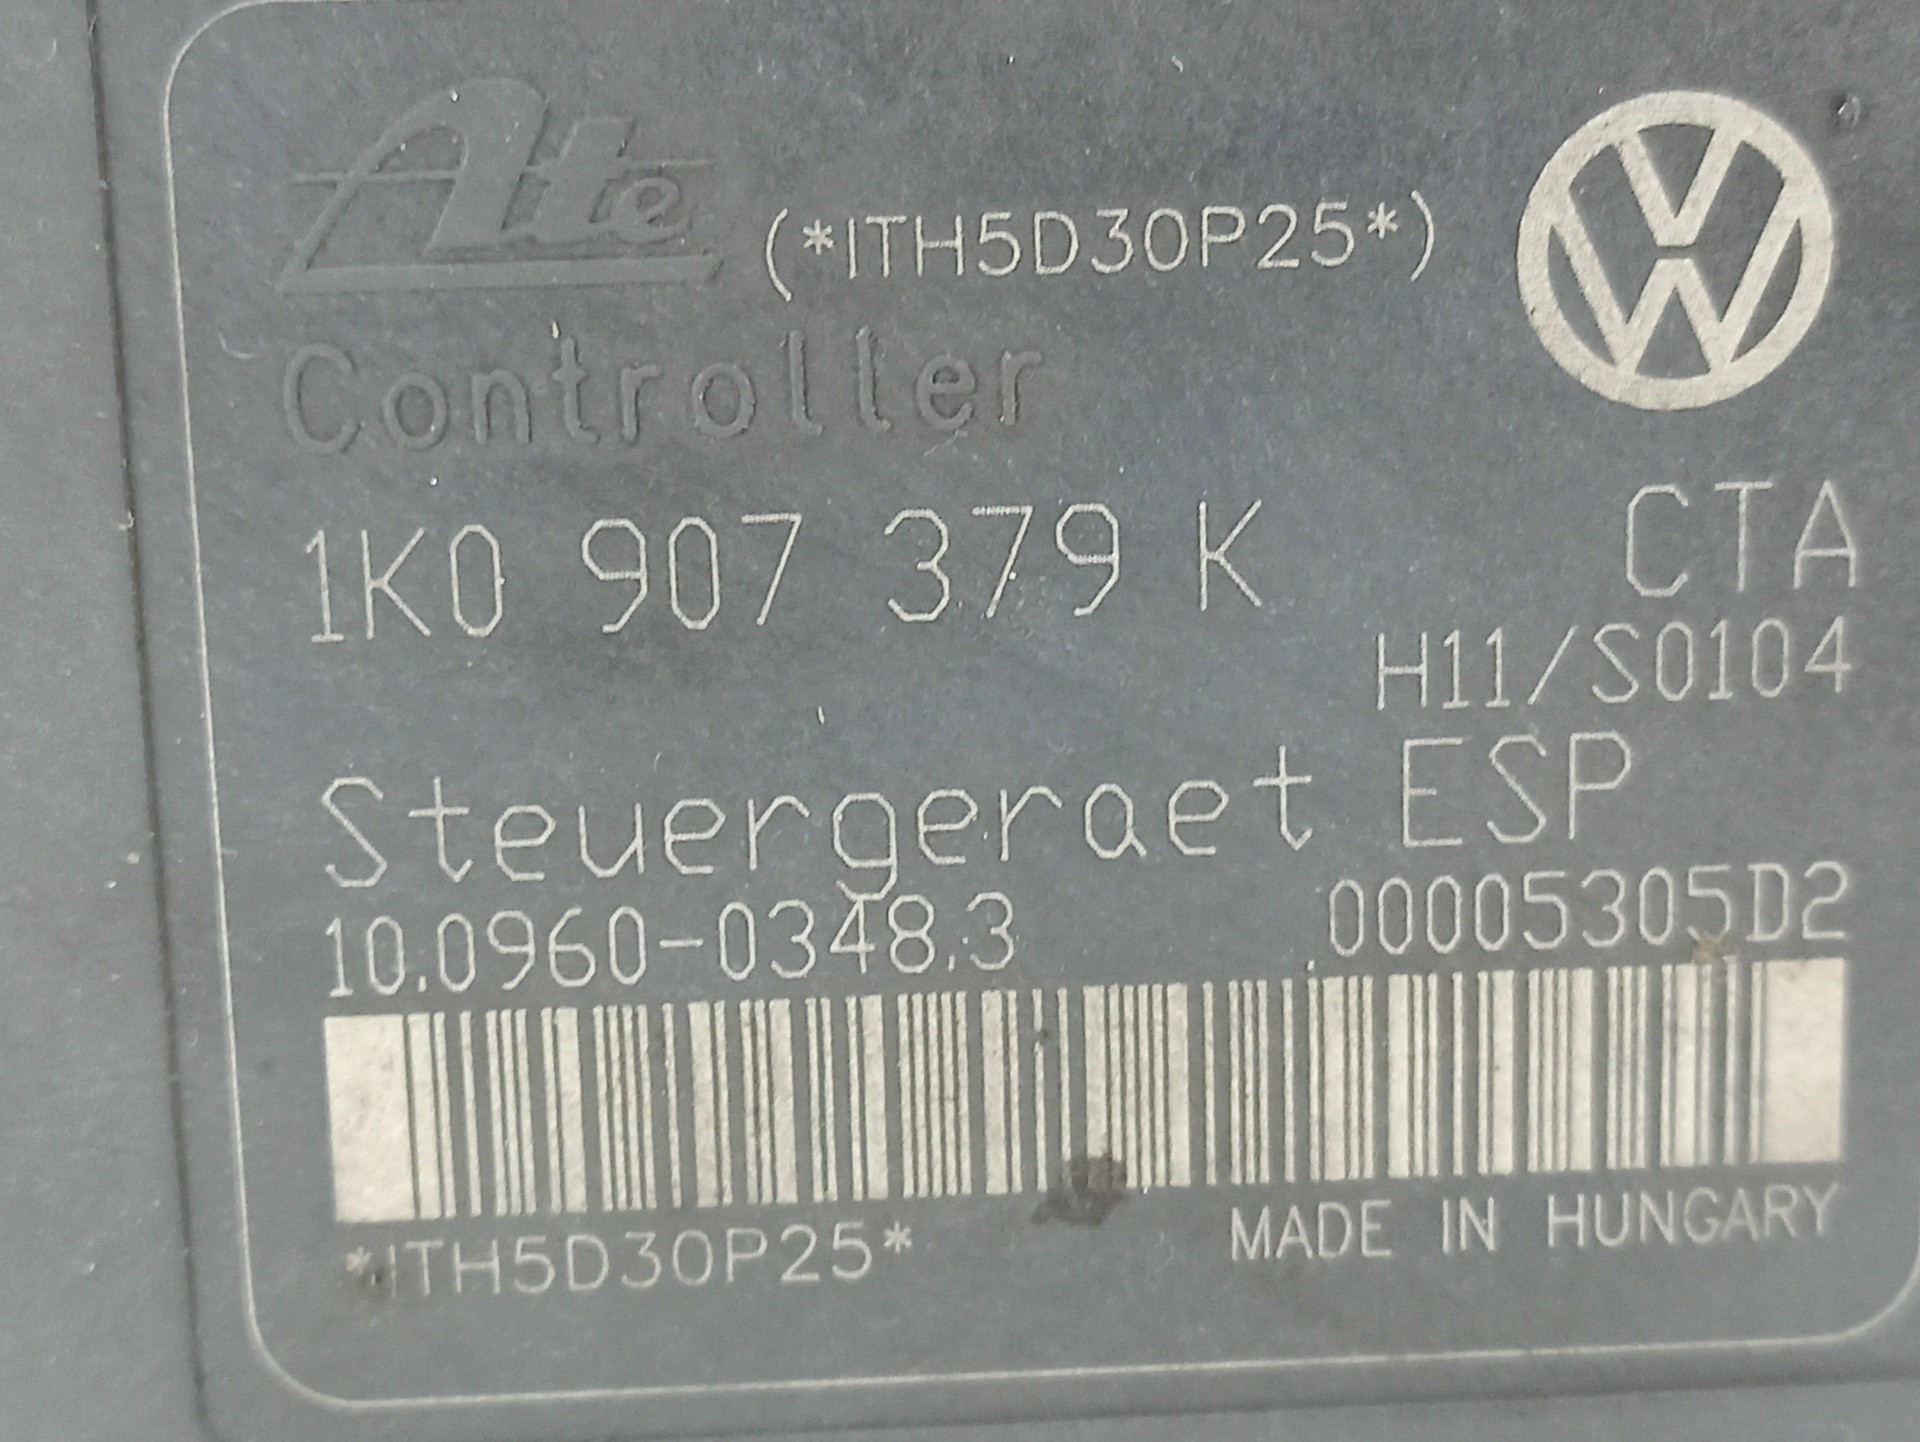 Ate
(*ITH5D30P25*)
Controller
1K0 907 379 K
CTA
H11/S0104
Steuergeraet ESP
10.0960-0348.3
00005305D2
*ITH5D30P25*
MADE IN HUNGARY